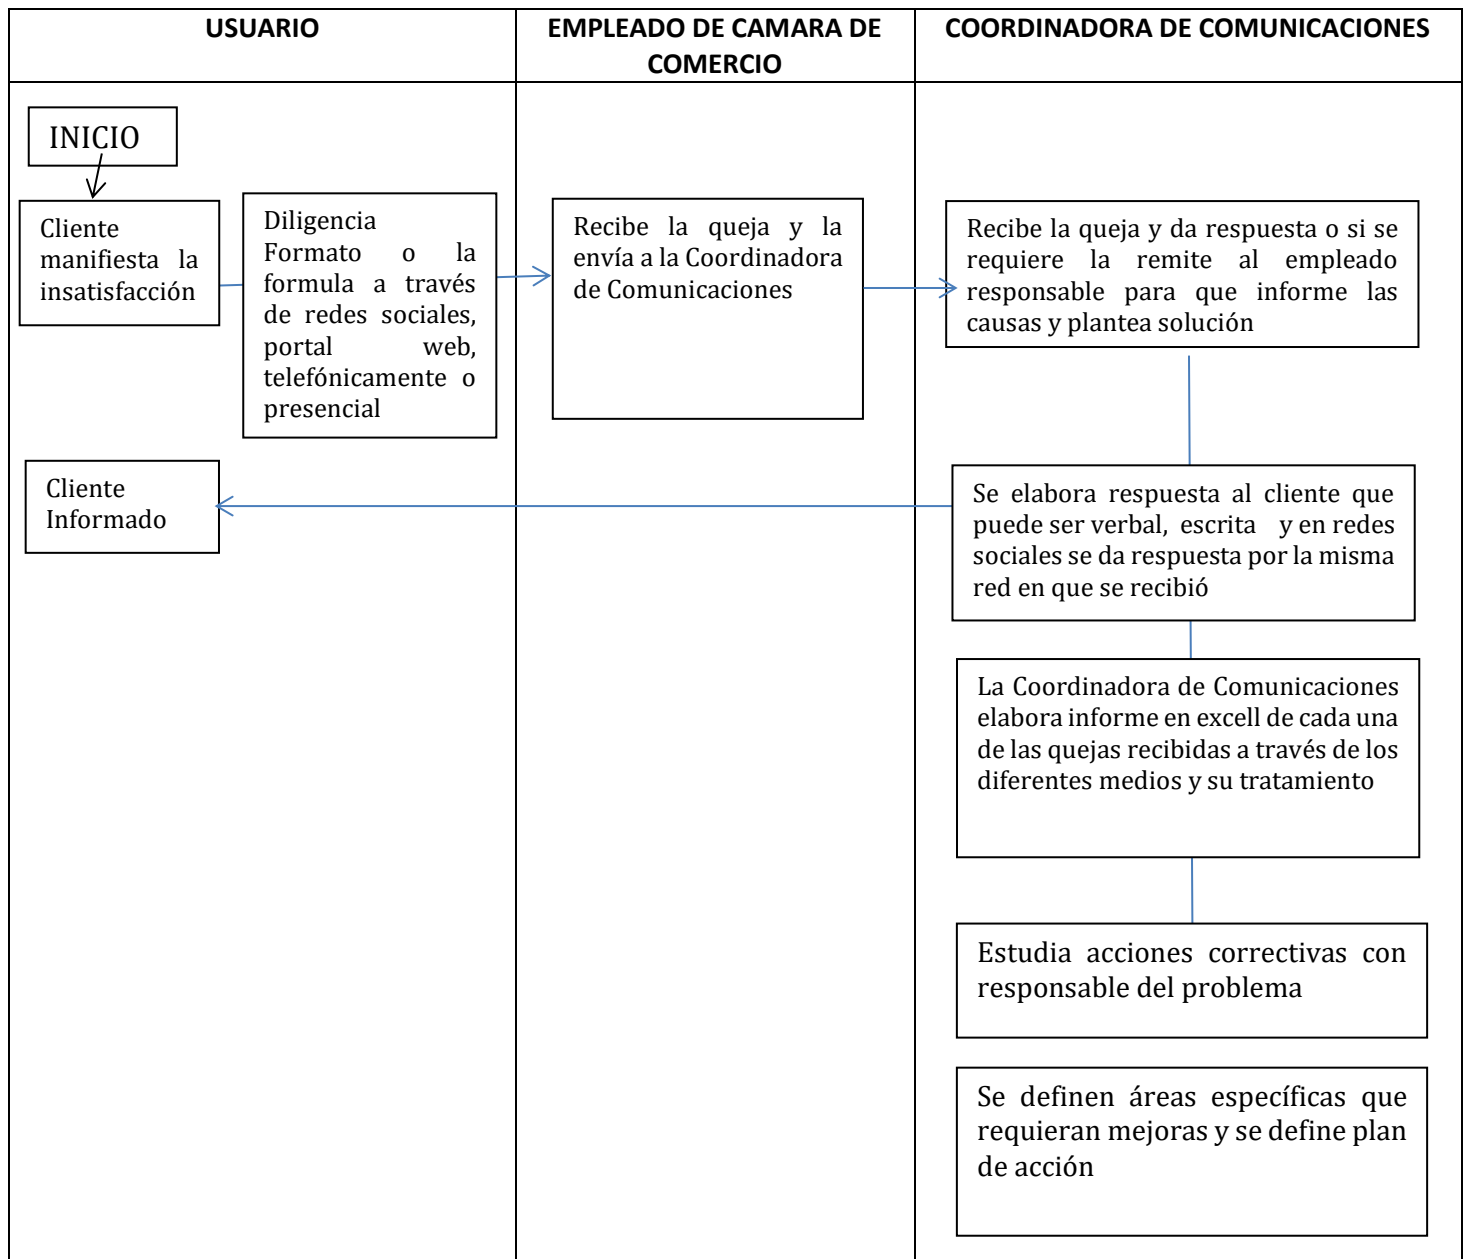 USUARIO
EMPLEADO DE CAMARA DE
COMERCIO
COORDINADORA DE COMUNICACIONES
INICIO
Cliente
manifiesta la
insatisfacción
Diligencia
Formato o la
formula a través
de redes sociales,
portal web,
telefónicamente o
presencial
Recibe la queja y la
envía a la Coordinadora
de Comunicaciones
Recibe la queja y da respuesta o si se
requiere la remite al empleado
responsable para que informe las
causas y plantea solución
Cliente
Informado
Se elabora respuesta al cliente que
puede ser verbal, escrita y en redes
sociales se da respuesta por la misma
red en que se recibió
La Coordinadora de Comunicaciones
elabora informe en excell de cada una
de las quejas recibidas a través de los
diferentes medios y su tratamiento
Estudia acciones correctivas con
responsable del problema
Se definen áreas específicas que
requieran mejoras y se define plan
de acción